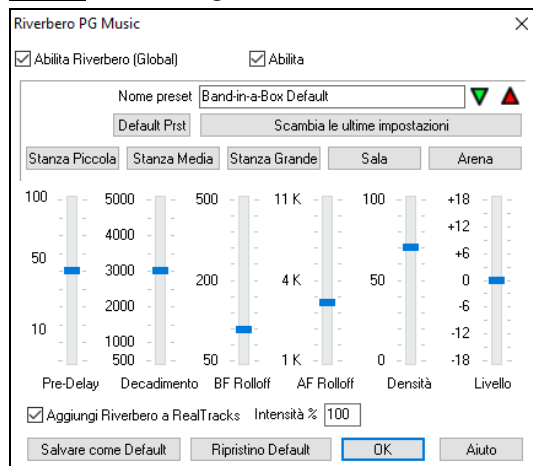 Riverbero PG Music
Abilita Riverbero (Global) Abilita
Nome preset Band-in-a-Box Default
Default Prst Scambia le ultime impostazioni
Stanza Piccola Stanza Media Stanza Grande Sala Arena
100 5000 500 11 K 100 +18
4000 +12
50 +6
3000 200 4 K 50 0
2000 -6
10 -12
1000
500 50 1 K 0 -18
Pre-Delay Decadimento BF Rolloff AF Rolloff Densità Livello
Aggiungi Riverbero a RealTracks Intensità % 100
Salvare come Default Ripristino Default OK Aiuto